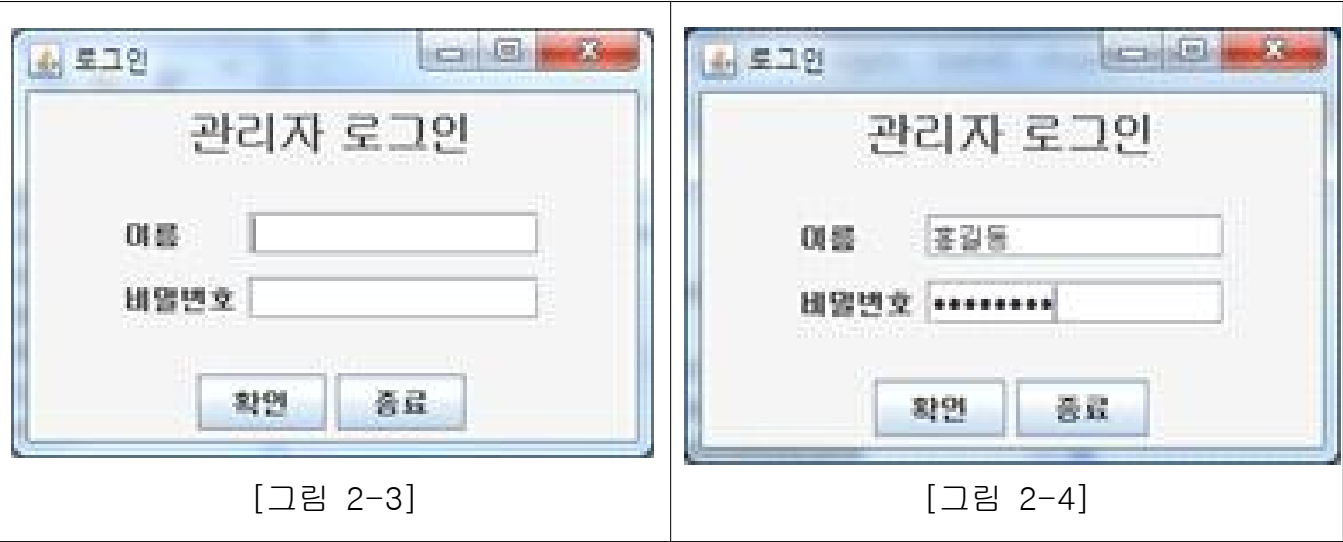 로그인
관리자 로그인
이름
비밀번호
확인 종료
[그림 2-3]
로그인
관리자 로그인
이름 홍길동
비밀번호 ••••••••
확인 종료
[그림 2-4]